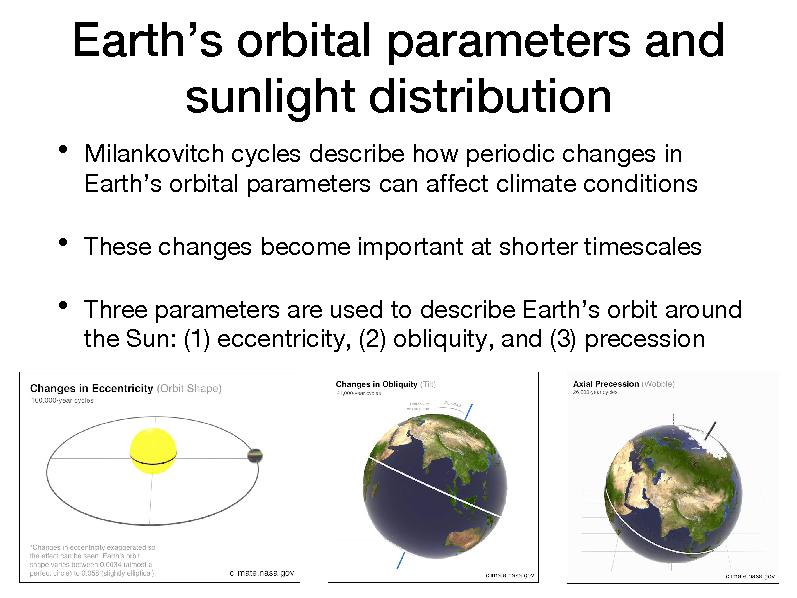 Earth's orbital parameters and
sunlight distribution
• Milankovitch cycles describe how periodic changes in
Earth's orbital parameters can affect climate conditions
• These changes become important at shorter timescales
• Three parameters are used to describe Earth's orbit around
the Sun: (1) eccentricity, (2) obliquity, and (3) precession
Changes in Eccentricity (Orbit Shape)
100,000-year cycles
*Changes in eccentricity exaggerated so
the effect can be seen. Earth's orbit
shape varies between 0.0034 (almost a
perfect circle) to 0.058 (slightly elliptical).
climate.nasa.gov
Changes in Obliquity (Tilt)
41,000-year cycles
climate.nasa.gov
Axial Precession (Wobble)
26,000-year cycles
climate.nasa.gov